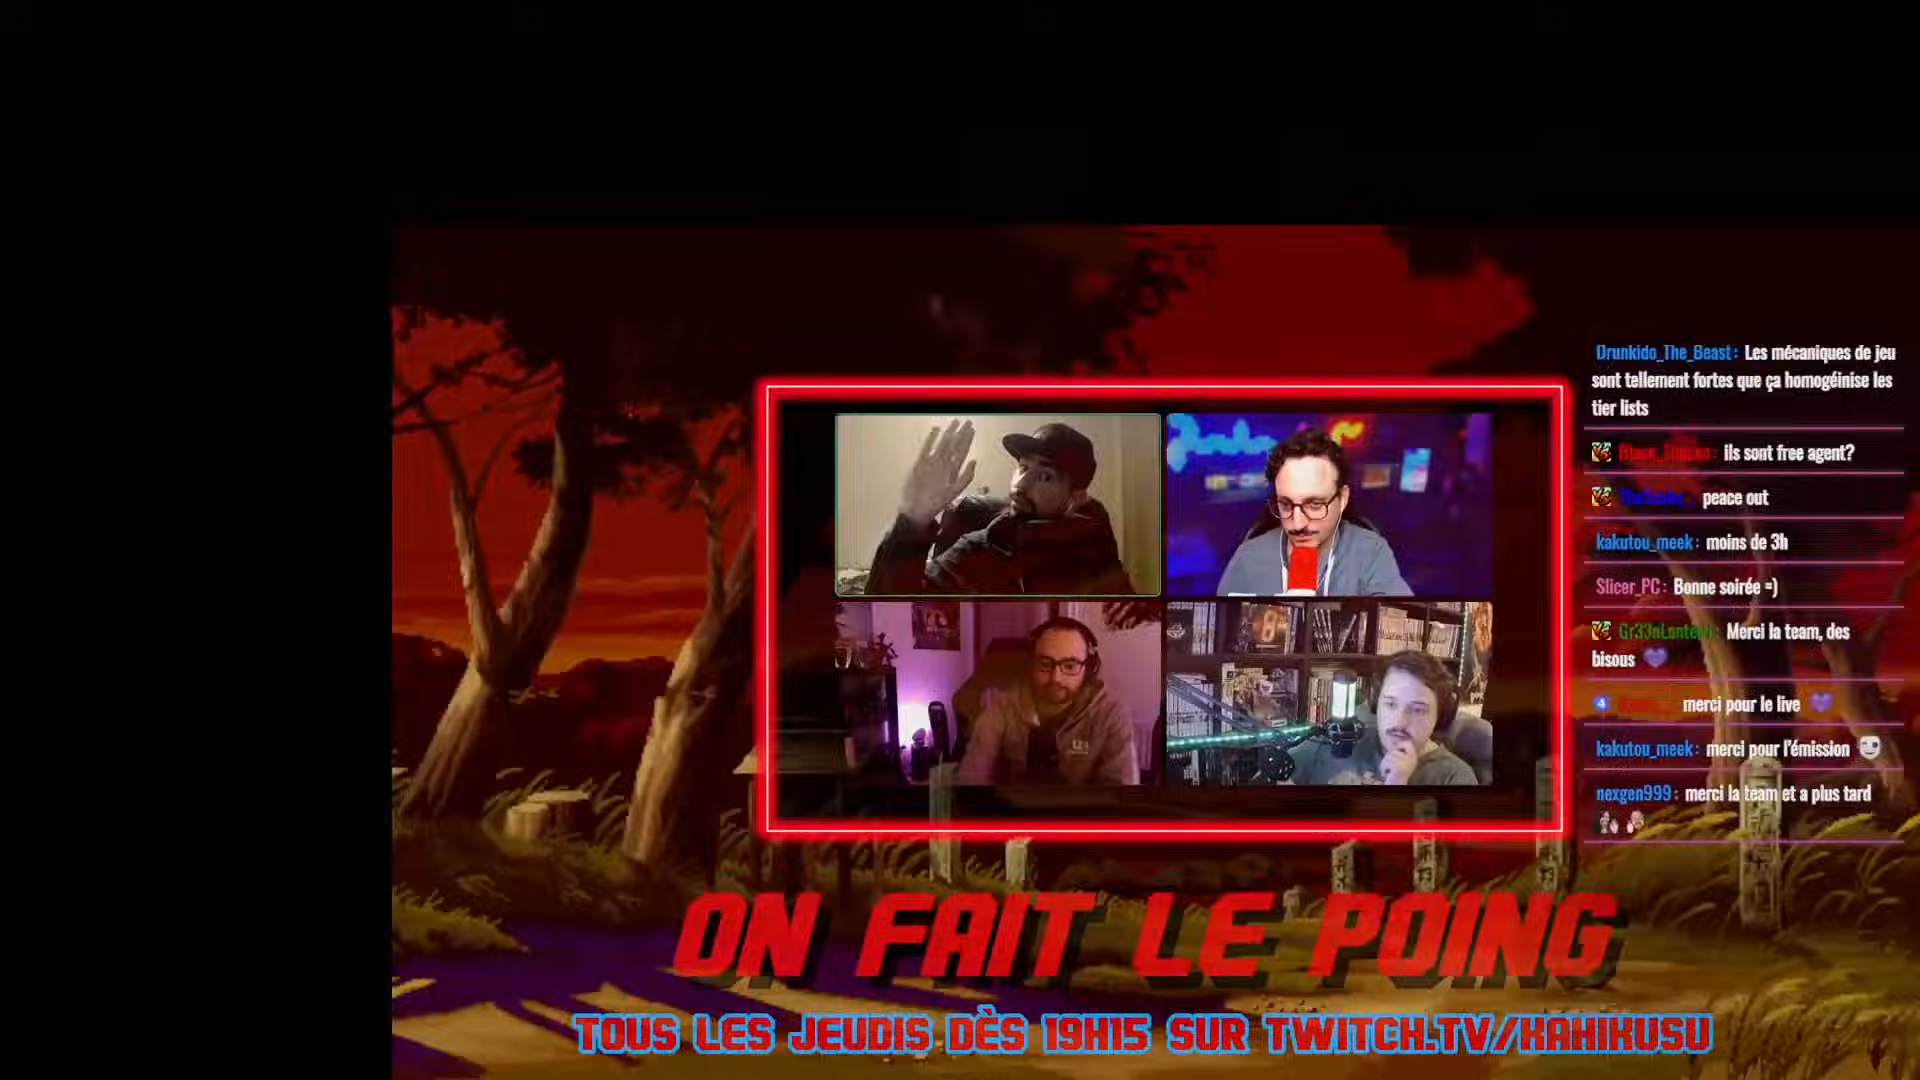 Drunkido_The_Beast: Les mécaniques de jeu
sont tellement fortes que ça homogéinise les
tier lists
ils sont free agent?
peace out
kakutou_meek: moins de 3h
Slicer_PC: Bonne soirée =)
Merci la team, des
bisous
4 merci pour le live
kakutou_meek: merci pour l'émission
nexgen999: merci la team et a plus tard
ON FAIT LE POING
TOUS LES JEUDIS DÈS 19H15 SUR TWITCH.TV/KAHIKUSU